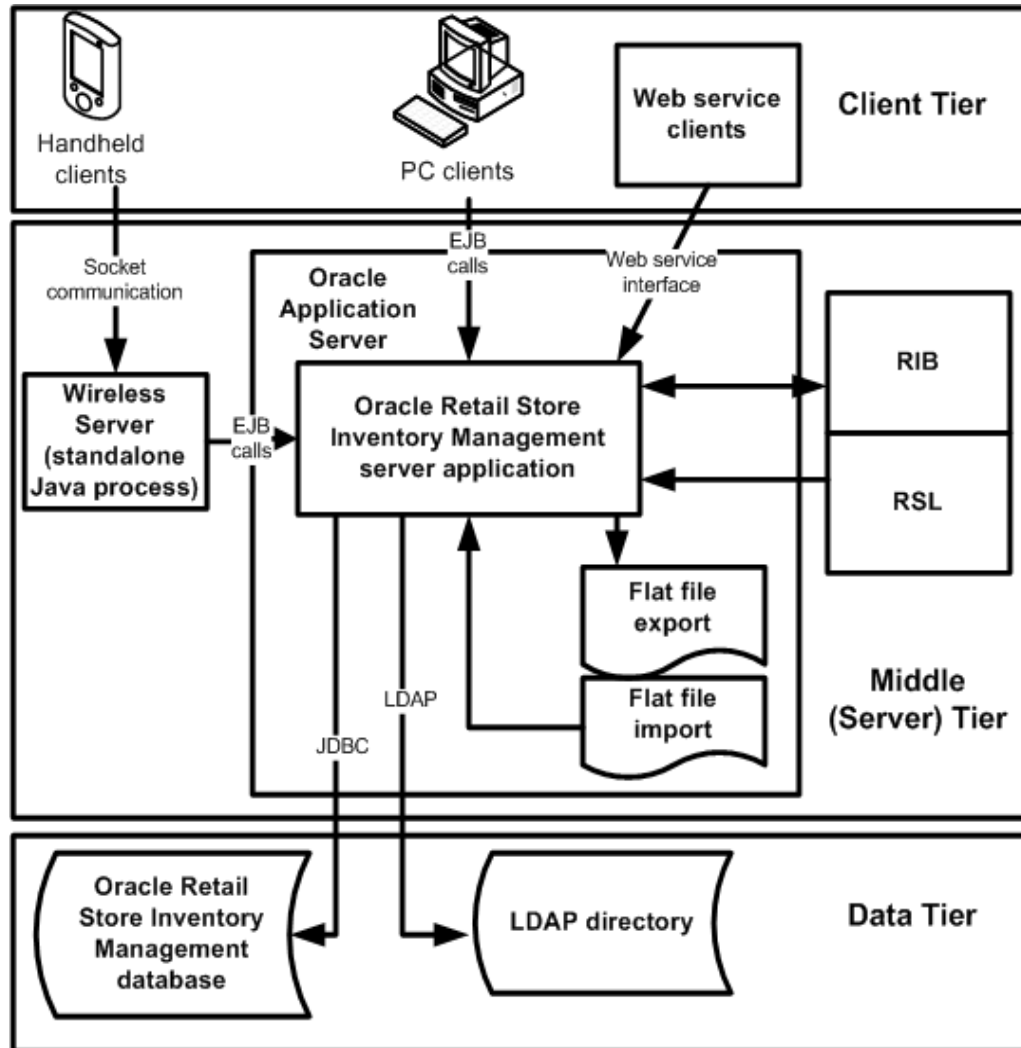 Handheld
clients
PC clients
Web service
clients
Client Tier
Socket
communication
EJB
calls
Web service
interface
Oracle
Application
Server
Wireless
Server
(standalone
Java process)
EJB
calls
Oracle Retail Store
Inventory Management
server application
RIB
RSL
Flat file
export
Flat file
import
LDAP
JDBC
Middle
(Server) Tier
Oracle Retail
Store Inventory
Management
database
LDAP directory
Data Tier